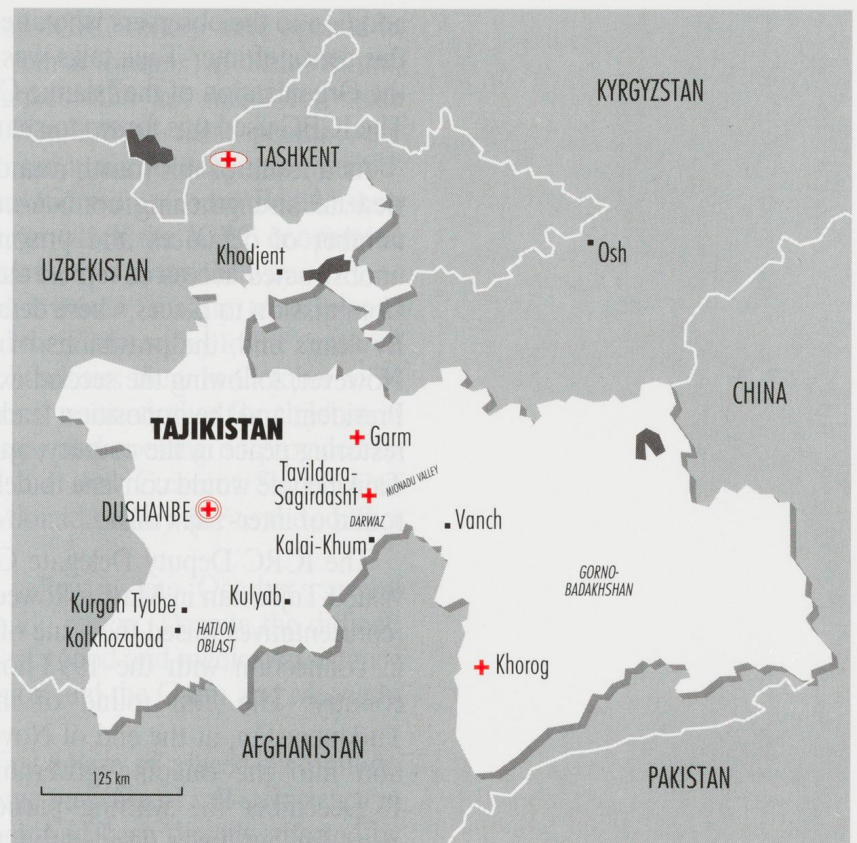 KYRGYZSTAN
TASHKENT
UZBEKISTAN
Khodjent
Osh
CHINA
TAJIKISTAN
Garm
Tavildara-
Sagirdasht
MIONADU VALLEY
DUSHANBE
DARWAZ
Vanch
Kalai-Khum
GORNO-
BADAKHSHAN
Kurgan Tyube
Kulyab
Kolkhozabad
HATLON
OBLAST
Khorog
AFGHANISTAN
PAKISTAN
125 km